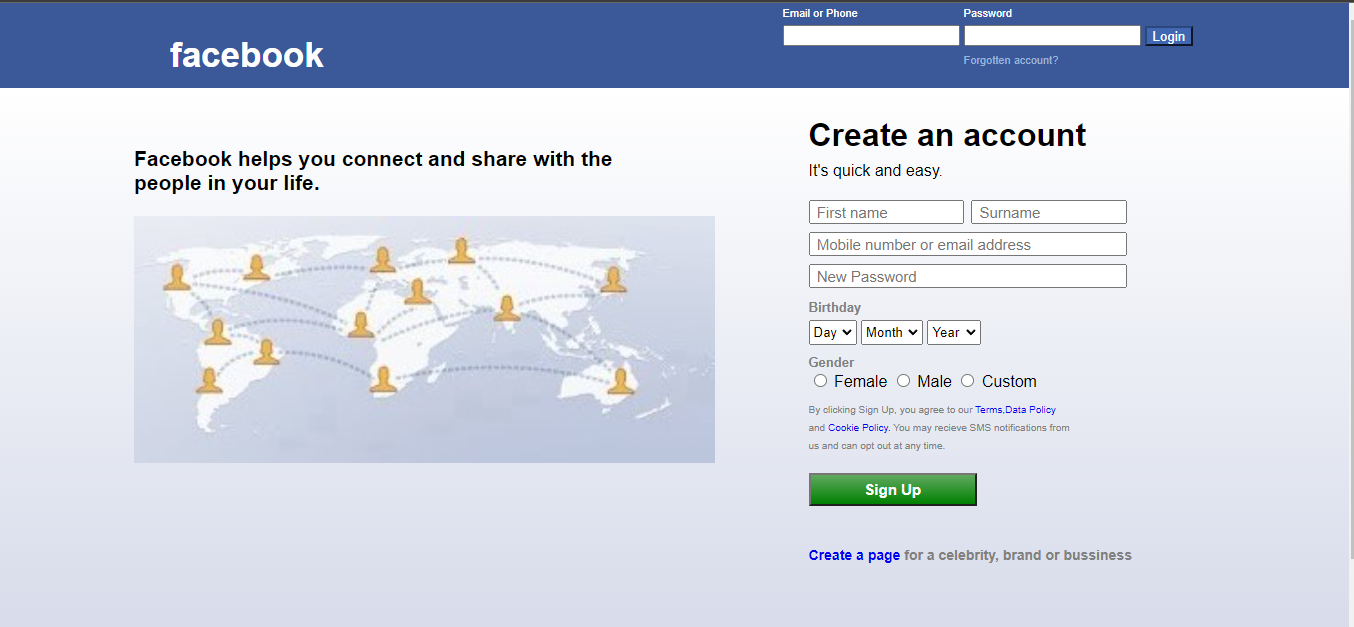 Email or Phone Password
facebook
Login
Forgotten account?
Create an account
It's quick and easy.
Facebook helps you connect and share with the
people in your life.
First name Surname
Mobile number or email address
New Password
Birthday
Day Month Year
Gender
Female Male Custom
By clicking Sign Up, you agree to our Terms,Data Policy
and Cookie Policy. You may recieve SMS notifications from
us and can opt out at any time.
Sign Up
Create a page for a celebrity, brand or bussiness